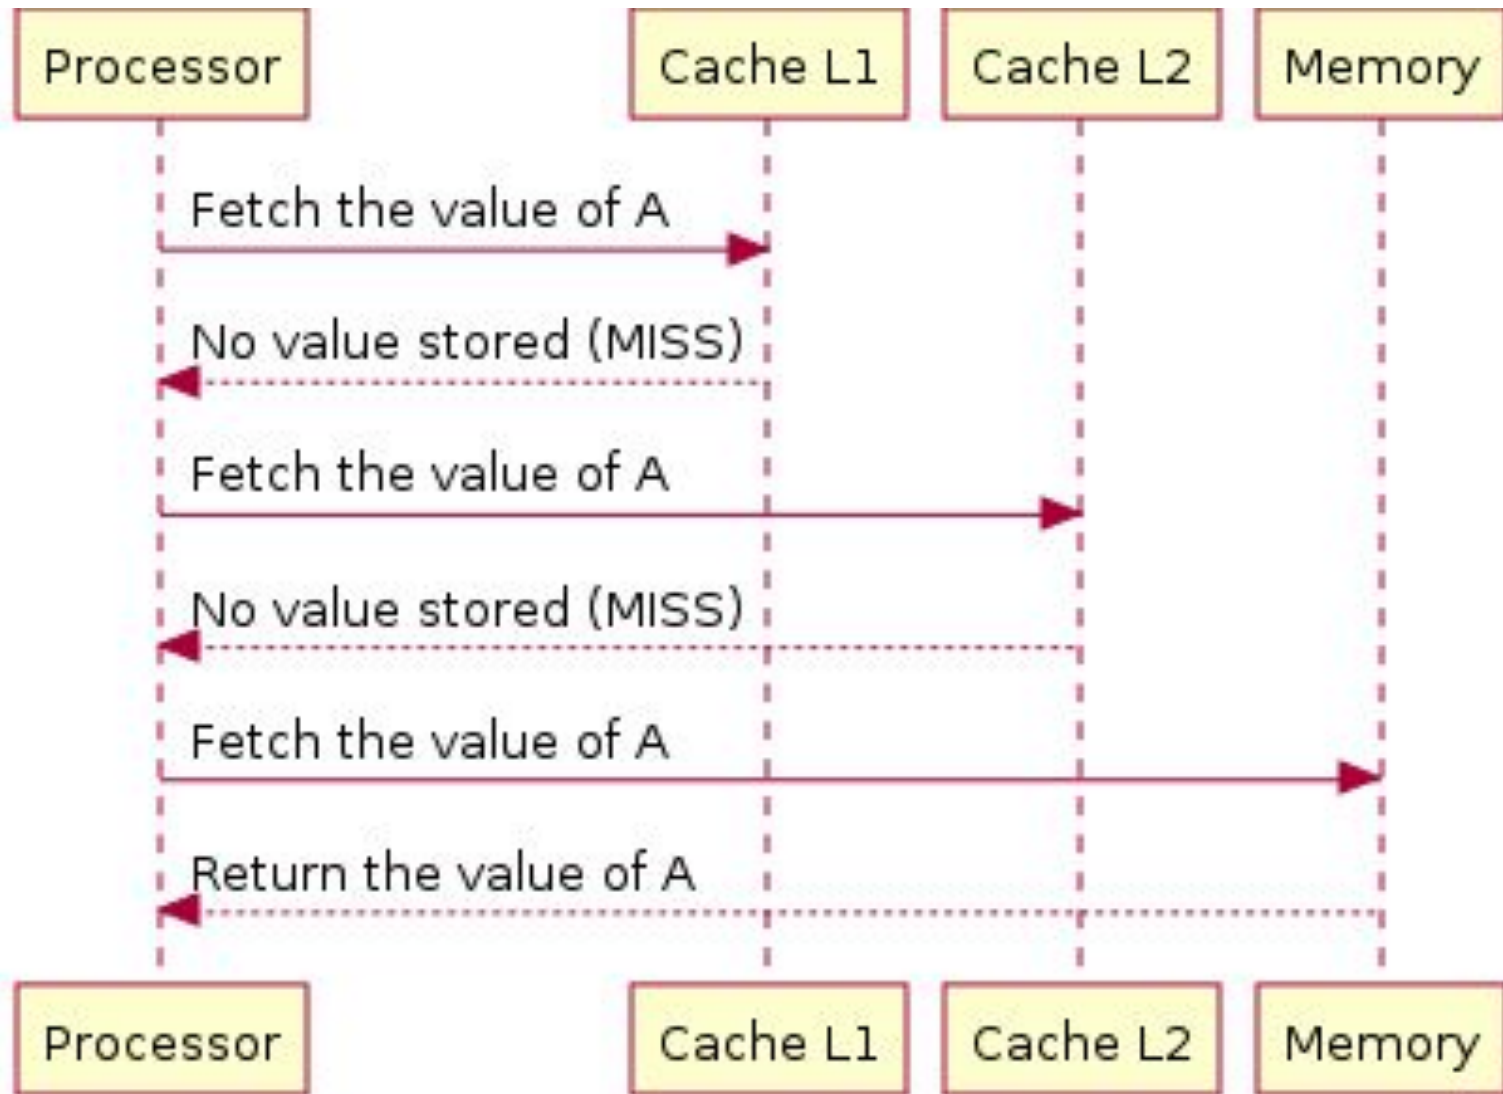 Processor
Cache L1
Cache L2
Memory
Fetch the value of A
No value stored (MISS)
Fetch the value of A
No value stored (MISS)
Fetch the value of A
Return the value of A
Processor
Cache L1
Cache L2
Memory